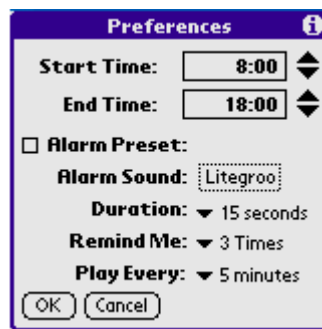 Preferences
Start Time: 8:00
End Time: 18:00
Alarm Preset:
Alarm Sound: Litegroo
Duration: 15 seconds
Remind Me: 3 Times
Play Every: 5 minutes
OK Cancel